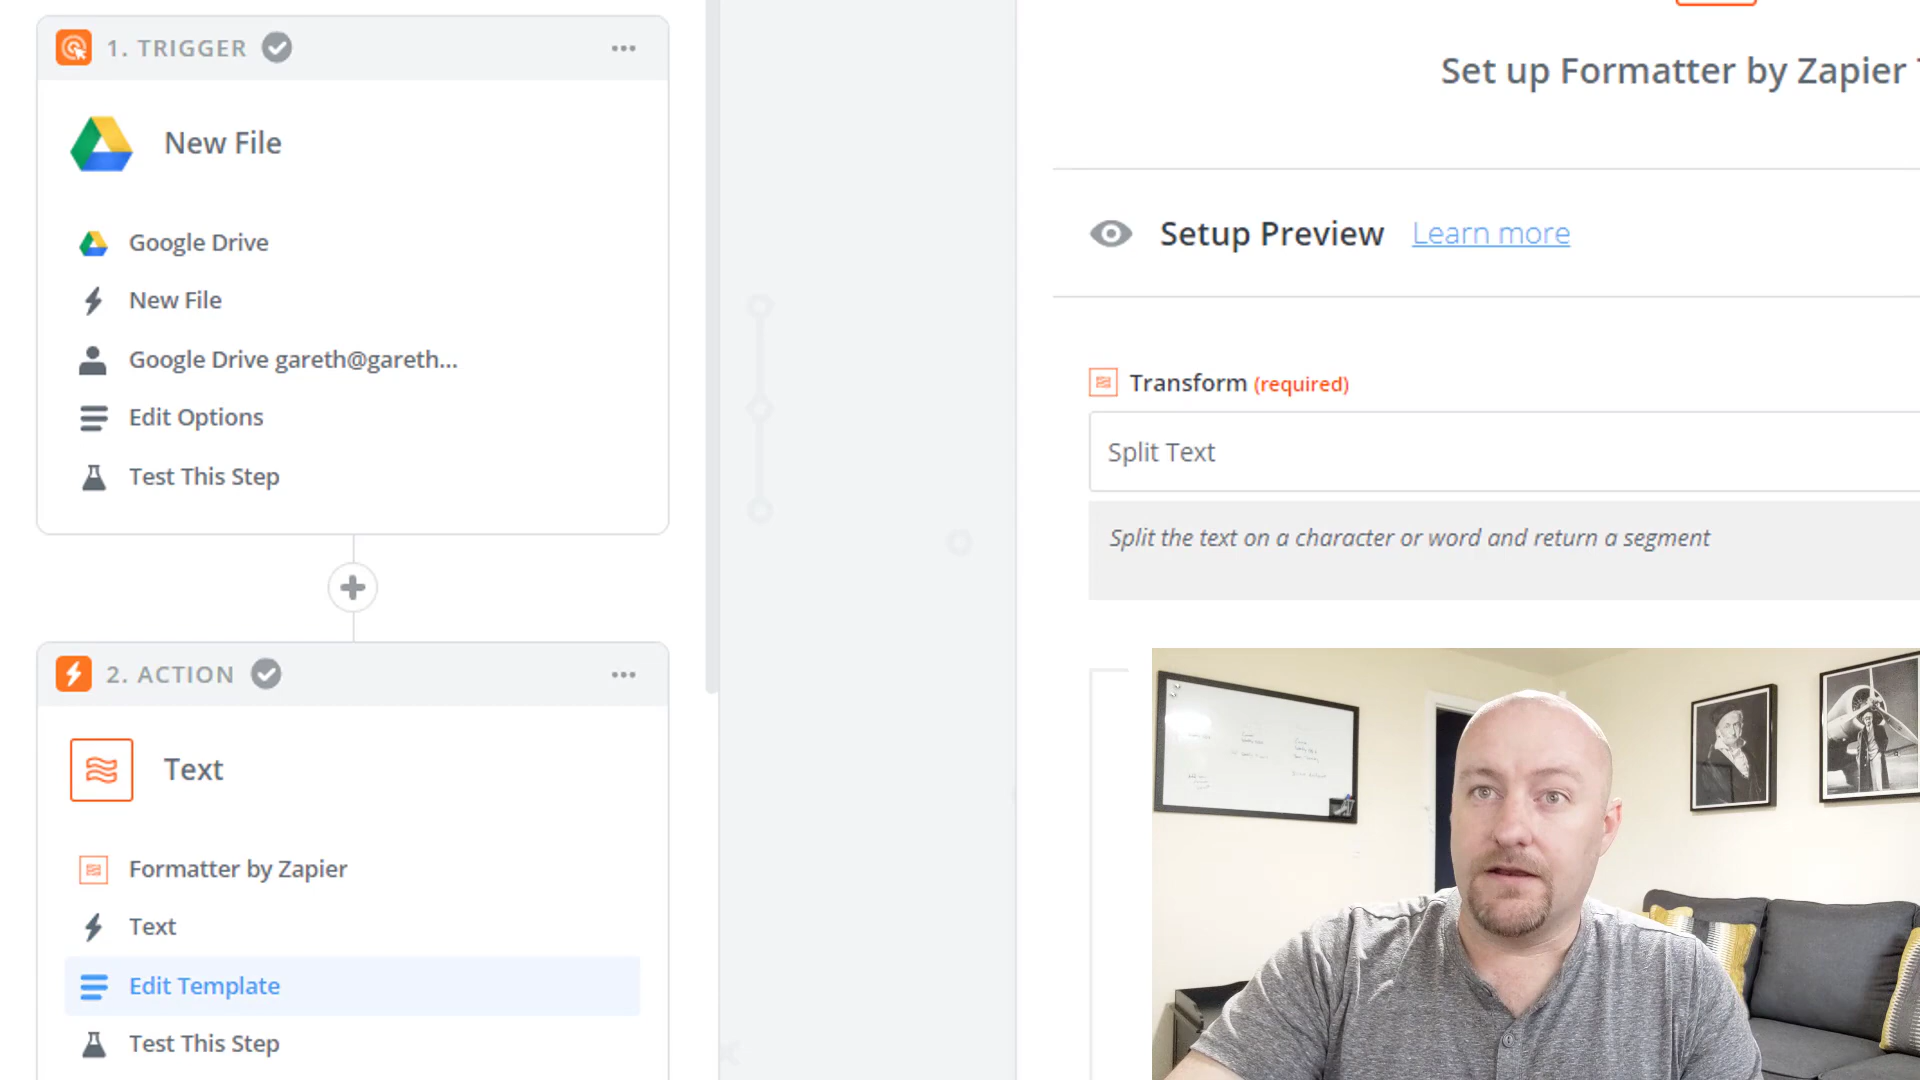 1. TRIGGER
New File
Google Drive
New File
Google Drive gareth@gareth...
Edit Options
Test This Step
2. ACTION
Text
Formatter by Zapier
Text
Edit Template
Test This Step
Set up Formatter by Zapier
Setup Preview Learn more
Transform (required)
Split Text
Split the text on a character or word and return a segment